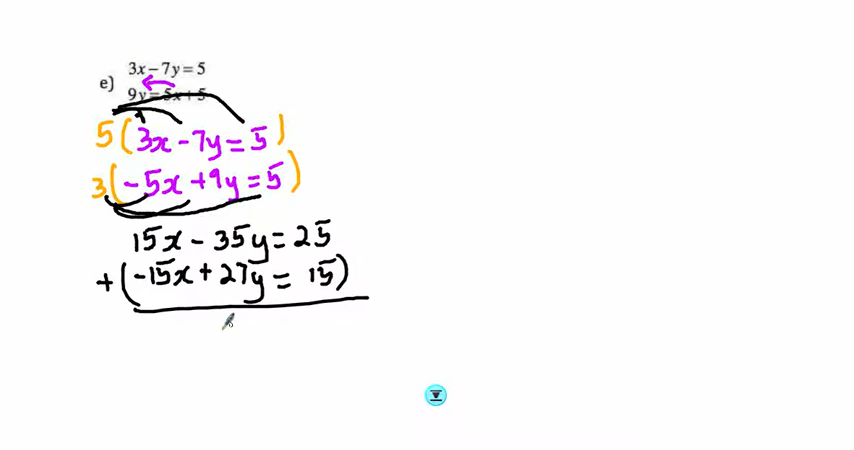 3x − 7y = 5
e)
9y = 5x + 5
5(3x − 7y = 5)
3(−5x + 9y = 5)
15x − 35y = 25
+(−15x + 27y = 15)